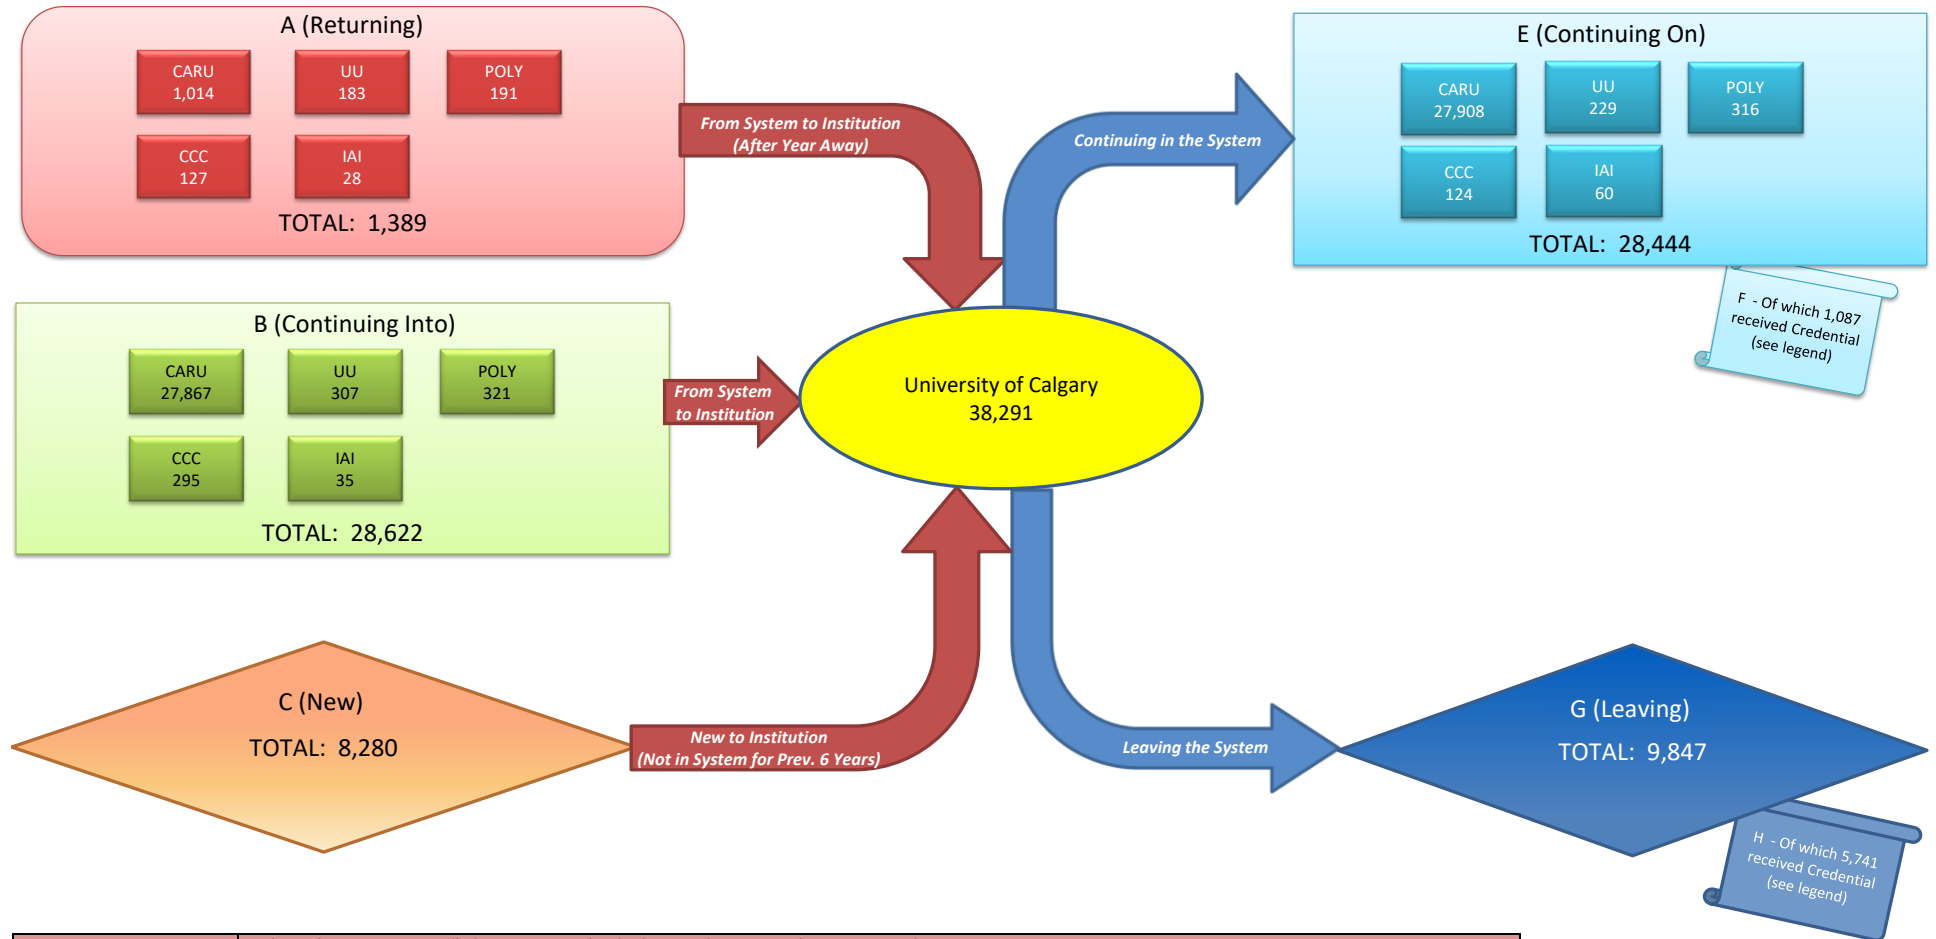 A (Returning)
CARU
1,014
UU
183
POLY
191
CCC
127
IAI
28
TOTAL: 1,389
From System to Institution
(After Year Away)
Continuing in the System
E (Continuing On)
CARU
27,908
UU
229
POLY
316
CCC
124
IAI
60
TOTAL: 28,444
F - Of which 1,087
received Credential
(see legend)
B (Continuing Into)
CARU
27,867
UU
307
POLY
321
CCC
295
IAI
35
TOTAL: 28,622
From System
to Institution
University of Calgary
38,291
C (New)
TOTAL: 8,280
New to Institution
(Not in System for Prev. 6 Years)
Leaving the System
G (Leaving)
TOTAL: 9,847
H - Of which 5,741
received Credential
(see legend)